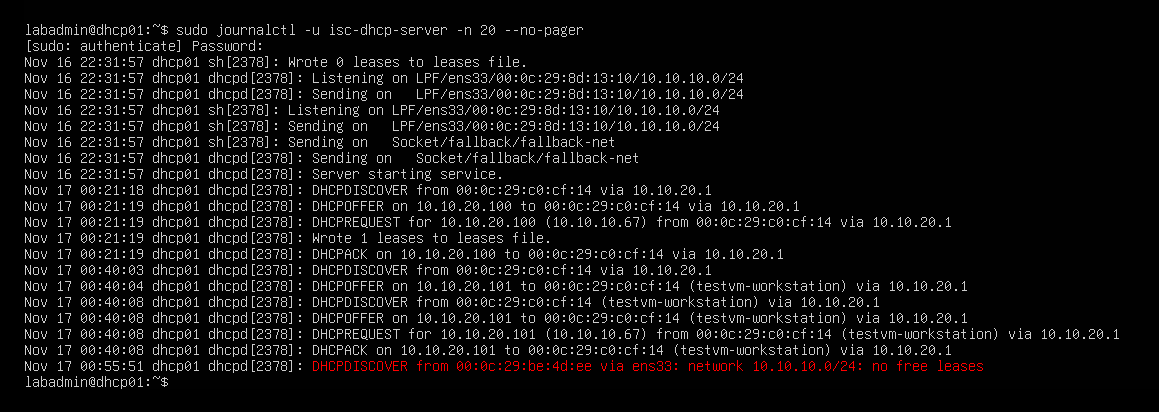 labadmin@dhcp01:~$ sudo journalctl -u isc-dhcp-server -n 20 --no-pager
[sudo: authenticate] Password:
Nov 16 22:31:57 dhcp01 sh[2378]: Wrote 0 leases to leases file.
Nov 16 22:31:57 dhcp01 dhcpd[2378]: Listening on LPF/ens33/00:0c:29:8d:13:10/10.10.10.0/24
Nov 16 22:31:57 dhcp01 dhcpd[2378]: Sending on   LPF/ens33/00:0c:29:8d:13:10/10.10.10.0/24
Nov 16 22:31:57 dhcp01 sh[2378]: Listening on LPF/ens33/00:0c:29:8d:13:10/10.10.10.0/24
Nov 16 22:31:57 dhcp01 sh[2378]: Sending on   LPF/ens33/00:0c:29:8d:13:10/10.10.10.0/24
Nov 16 22:31:57 dhcp01 sh[2378]: Sending on   Socket/fallback/fallback-net
Nov 16 22:31:57 dhcp01 dhcpd[2378]: Sending on   Socket/fallback/fallback-net
Nov 16 22:31:57 dhcp01 dhcpd[2378]: Server starting service.
Nov 17 00:21:18 dhcp01 dhcpd[2378]: DHCPDISCOVER from 00:0c:29:c0:cf:14 via 10.10.20.1
Nov 17 00:21:19 dhcp01 dhcpd[2378]: DHCPOFFER on 10.10.20.100 to 00:0c:29:c0:cf:14 via 10.10.20.1
Nov 17 00:21:19 dhcp01 dhcpd[2378]: DHCPREQUEST for 10.10.20.100 (10.10.10.67) from 00:0c:29:c0:cf:14 via 10.10.20.1
Nov 17 00:21:19 dhcp01 dhcpd[2378]: Wrote 1 leases to leases file.
Nov 17 00:21:19 dhcp01 dhcpd[2378]: DHCPACK on 10.10.20.100 to 00:0c:29:c0:cf:14 via 10.10.20.1
Nov 17 00:40:03 dhcp01 dhcpd[2378]: DHCPDISCOVER from 00:0c:29:c0:cf:14 via 10.10.20.1
Nov 17 00:40:04 dhcp01 dhcpd[2378]: DHCPOFFER on 10.10.20.101 to 00:0c:29:c0:cf:14 (testvm-workstation) via 10.10.20.1
Nov 17 00:40:08 dhcp01 dhcpd[2378]: DHCPDISCOVER from 00:0c:29:c0:cf:14 (testvm-workstation) via 10.10.20.1
Nov 17 00:40:08 dhcp01 dhcpd[2378]: DHCPOFFER on 10.10.20.101 to 00:0c:29:c0:cf:14 (testvm-workstation) via 10.10.20.1
Nov 17 00:40:08 dhcp01 dhcpd[2378]: DHCPREQUEST for 10.10.20.101 (10.10.10.67) from 00:0c:29:c0:cf:14 (testvm-workstation) via 10.10.20.1
Nov 17 00:40:08 dhcp01 dhcpd[2378]: DHCPACK on 10.10.20.101 to 00:0c:29:c0:cf:14 (testvm-workstation) via 10.10.20.1
Nov 17 00:55:51 dhcp01 dhcpd[2378]: DHCPDISCOVER from 00:0c:29:be:4d:ee via ens33: network 10.10.10.0/24: no free leases
labadmin@dhcp01:~$